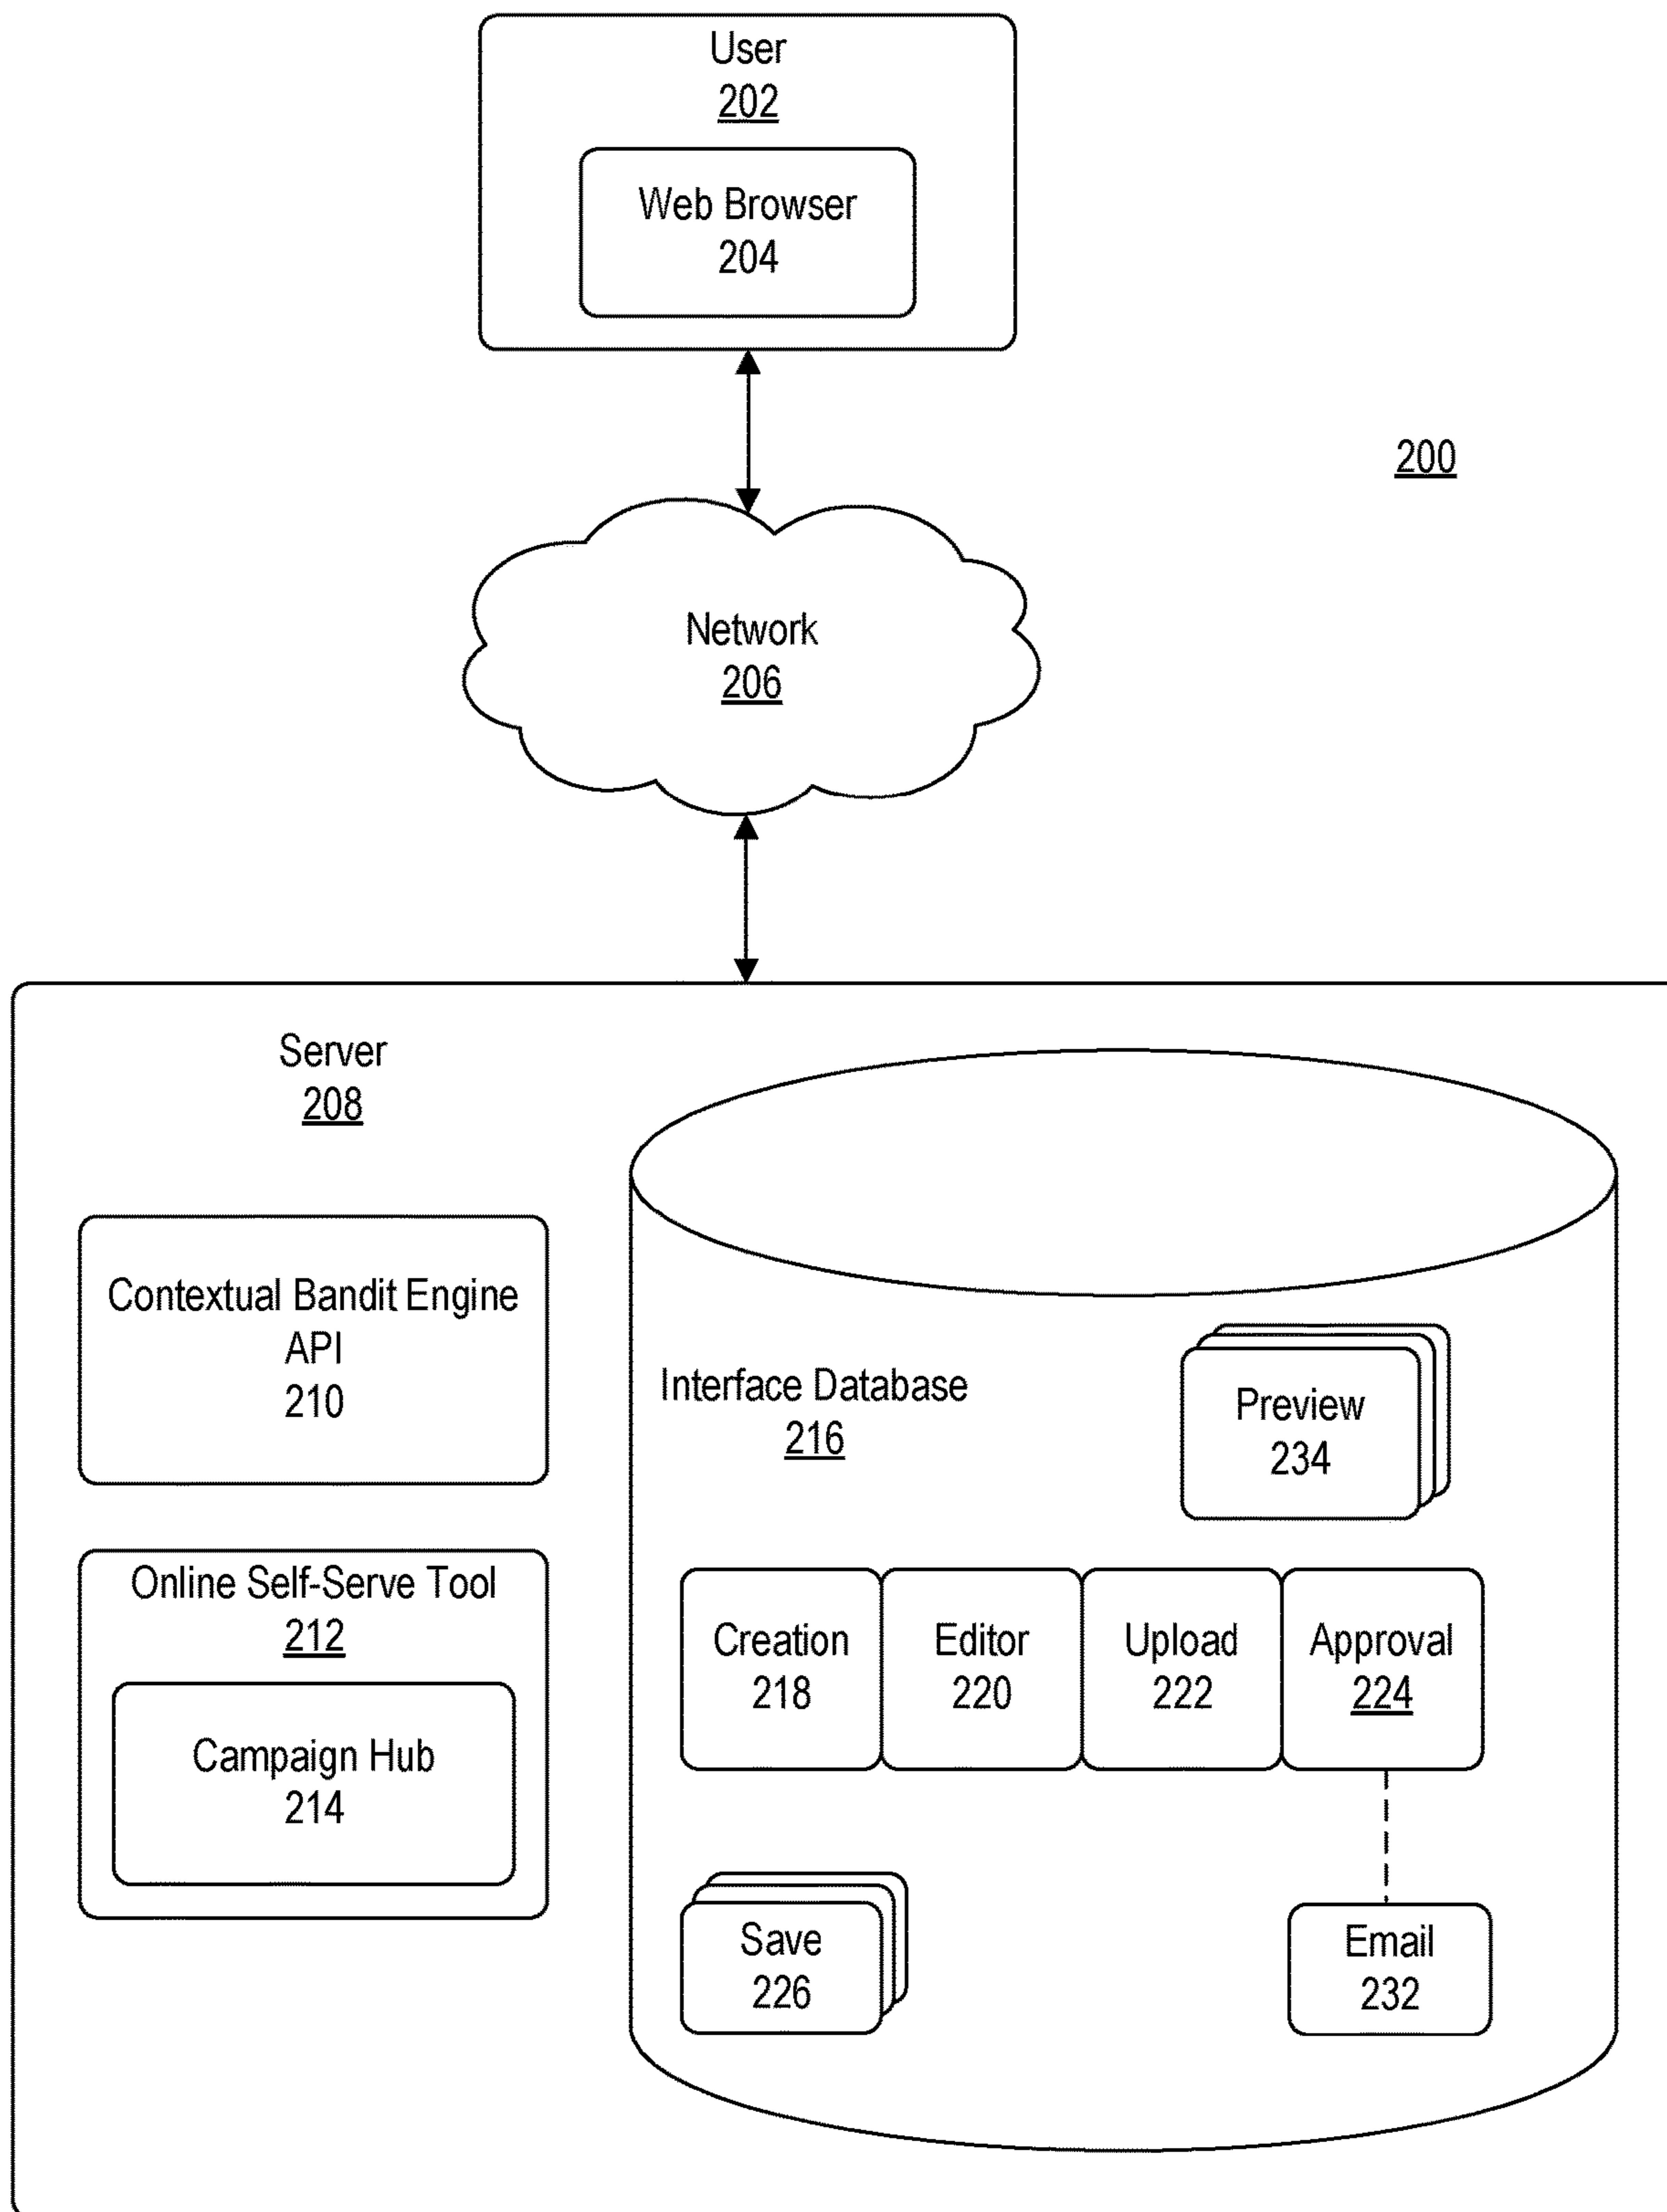 User
202
Web Browser
204
200
Network
206
Server
208
Contextual Bandit Engine
API
210
Online Self-Serve Tool
212
Campaign Hub
214
Interface Database
216
Preview
234
Creation
218
Editor
220
Upload
222
Approval
224
Save
226
Email
232